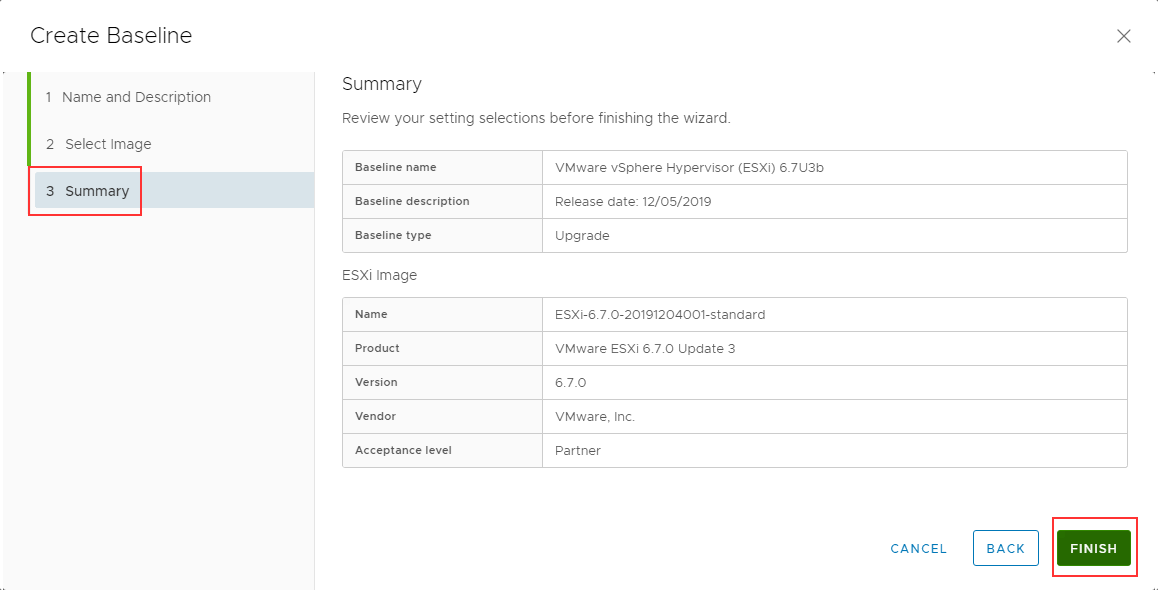 Create Baseline
1 Name and Description
2 Select Image
3 Summary
Summary
Review your setting selections before finishing the wizard.
Baseline name VMware vSphere Hypervisor (ESXi) 6.7U3b
Baseline description Release date: 12/05/2019
Baseline type Upgrade
ESXi Image
Name ESXi-6.7.0-20191204001-standard
Product VMware ESXi 6.7.0 Update 3
Version 6.7.0
Vendor VMware, Inc.
Acceptance level Partner
CANCEL BACK FINISH